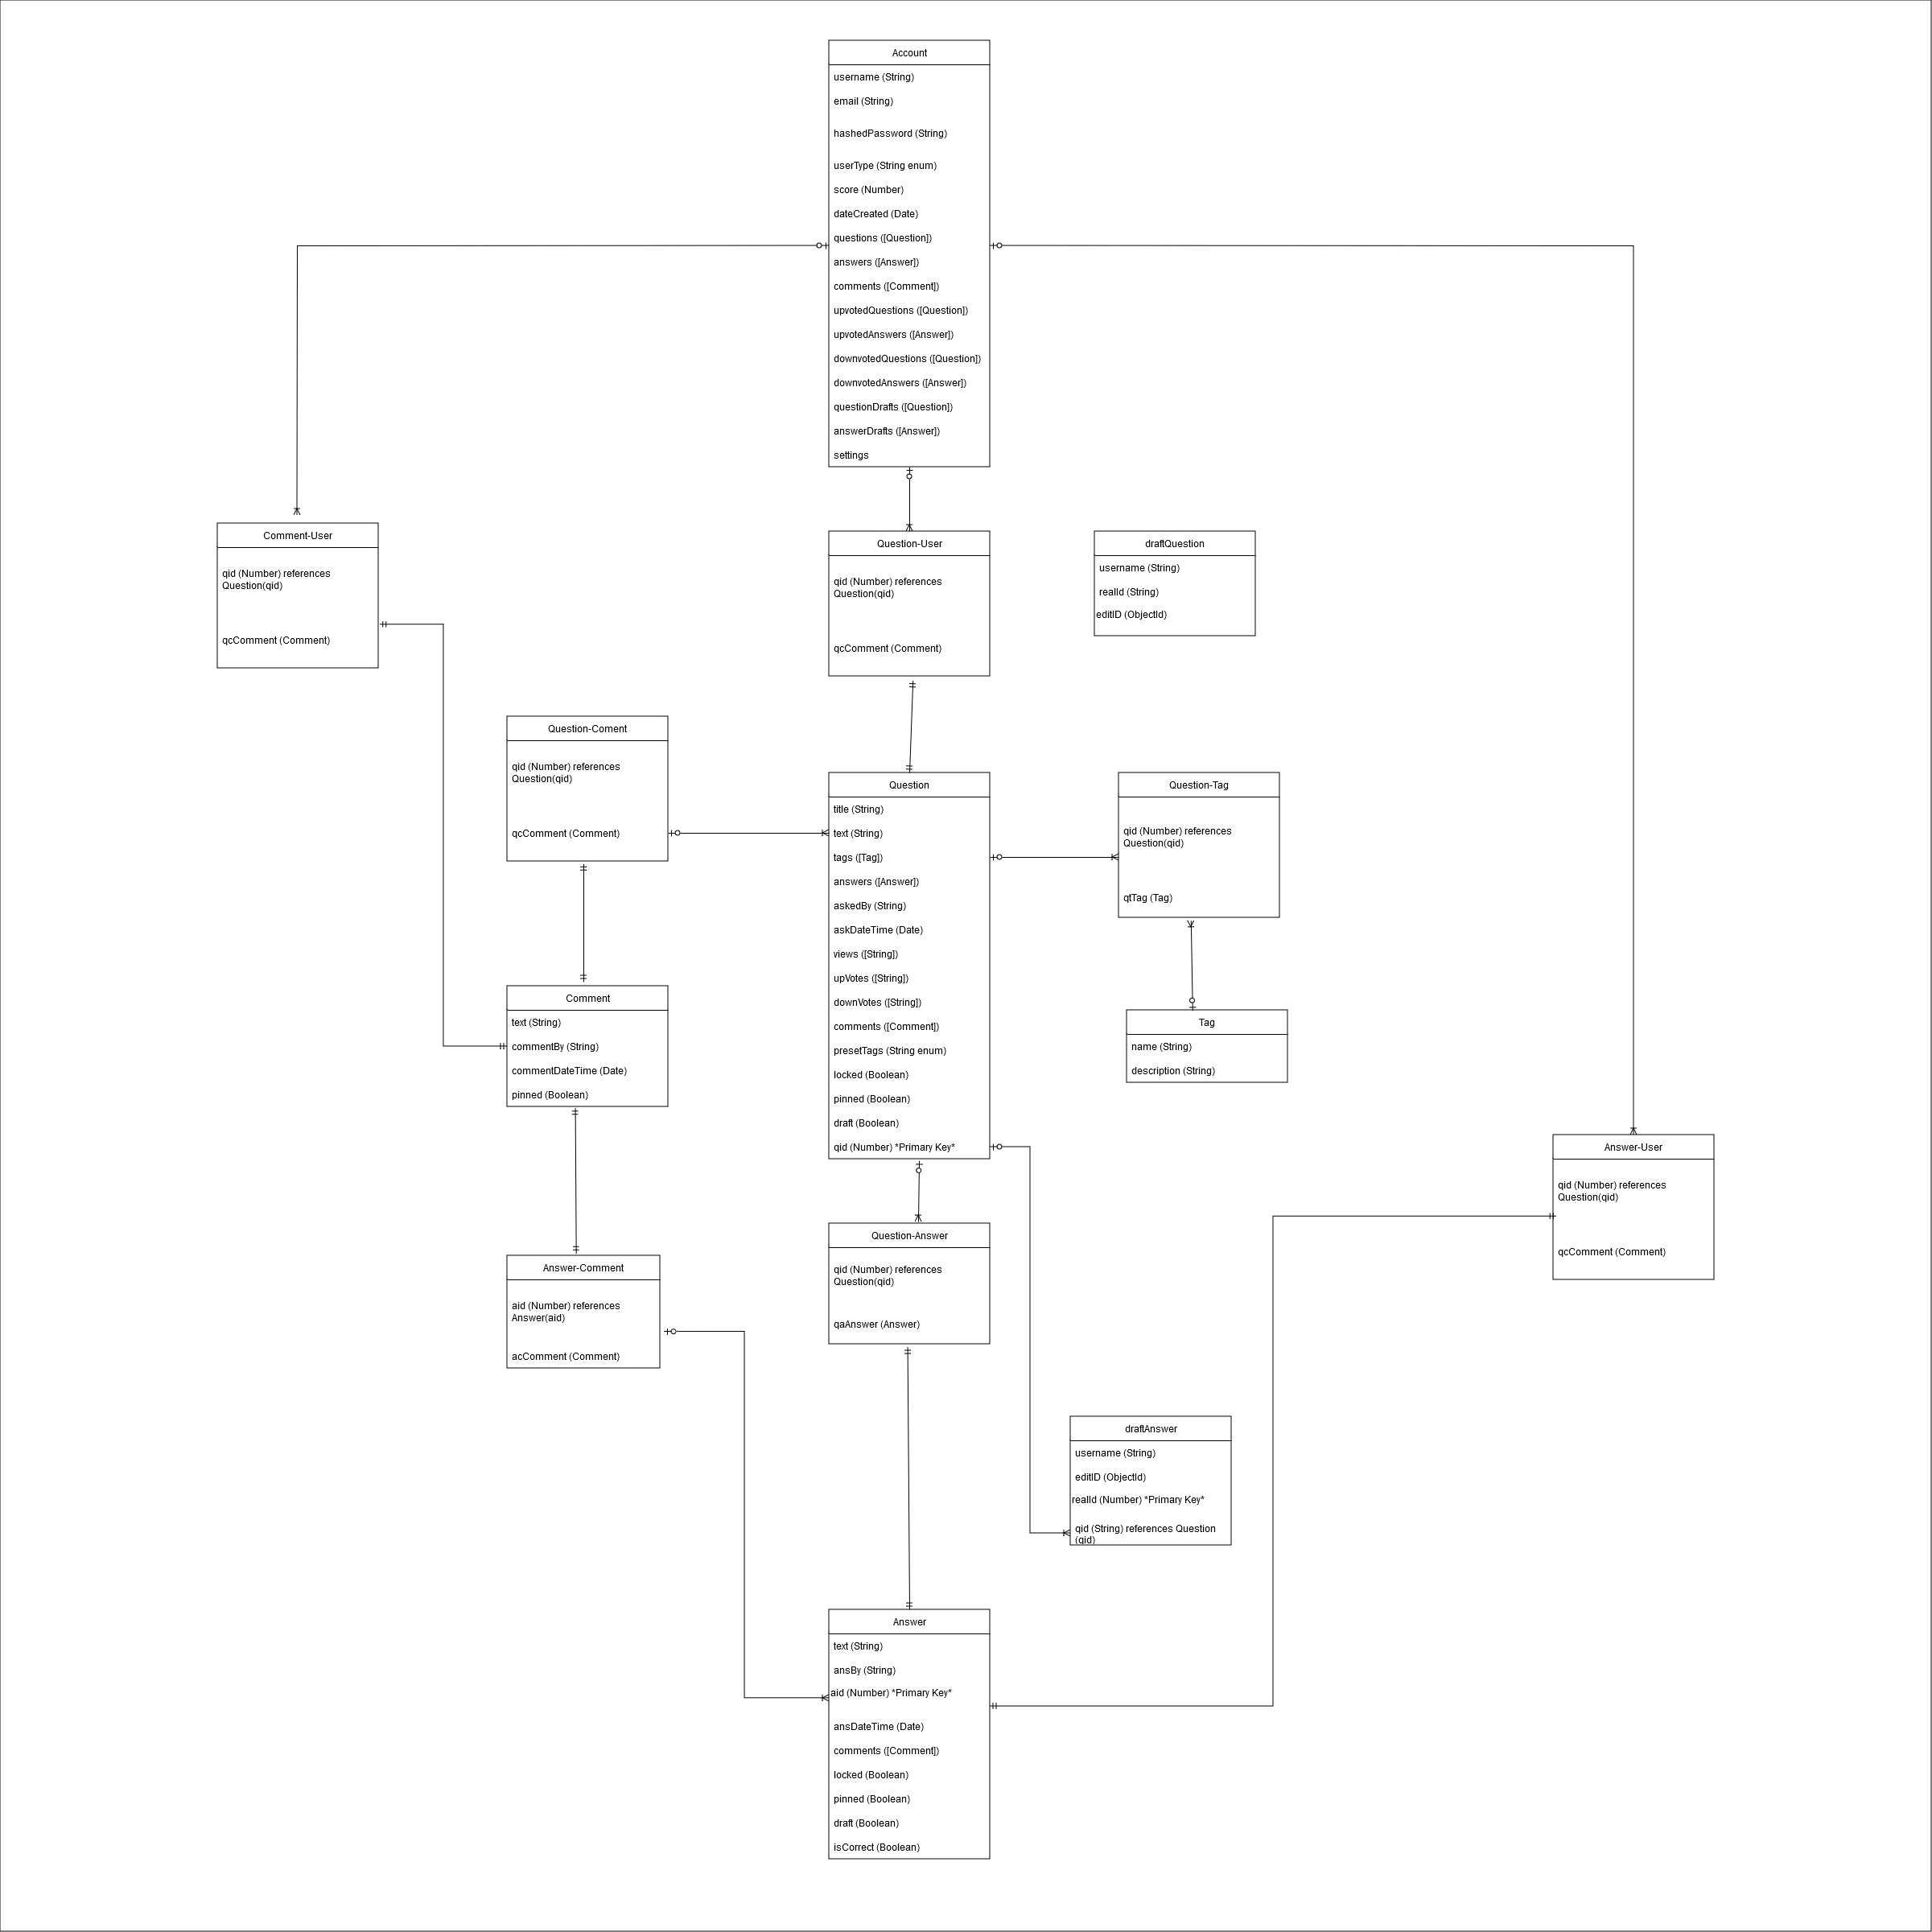 Account
username (String)
email (String)
hashedPassword (String)
userType (String enum)
score (Number)
dateCreated (Date)
questions ([Question])
answers ([Answer])
comments ([Comment])
upvotedQuestions ([Question])
upvotedAnswers ([Answer])
downvotedQuestions ([Question])
downvotedAnswers ([Answer])
questionDrafts ([Question])
answerDrafts ([Answer])
settings
Comment-User
qid (Number) references
Question(qid)
qcComment (Comment)
Question-User
qid (Number) references
Question(qid)
qcComment (Comment)
draftQuestion
username (String)
realId (String)
editID (ObjectId)
Question-Coment
qid (Number) references
Question(qid)
qcComment (Comment)
Question
title (String)
text (String)
tags ([Tag])
answers ([Answer])
askedBy (String)
askDateTime (Date)
views ([String])
upVotes ([String])
downVotes ([String])
comments ([Comment])
presetTags (String enum)
locked (Boolean)
pinned (Boolean)
draft (Boolean)
qid (Number) *Primary Key*
Question-Tag
qid (Number) references
Question(qid)
qtTag (Tag)
Tag
name (String)
description (String)
Comment
text (String)
commentBy (String)
commentDateTime (Date)
pinned (Boolean)
Answer-User
qid (Number) references
Question(qid)
qcComment (Comment)
Answer-Comment
aid (Number) references
Answer(aid)
acComment (Comment)
Question-Answer
qid (Number) references
Question(qid)
qaAnswer (Answer)
draftAnswer
username (String)
editID (ObjectId)
realId (Number) *Primary Key*
qid (String) references Question
(qid)
Answer
text (String)
ansBy (String)
aid (Number) *Primary Key*
ansDateTime (Date)
comments ([Comment])
locked (Boolean)
pinned (Boolean)
draft (Boolean)
isCorrect (Boolean)